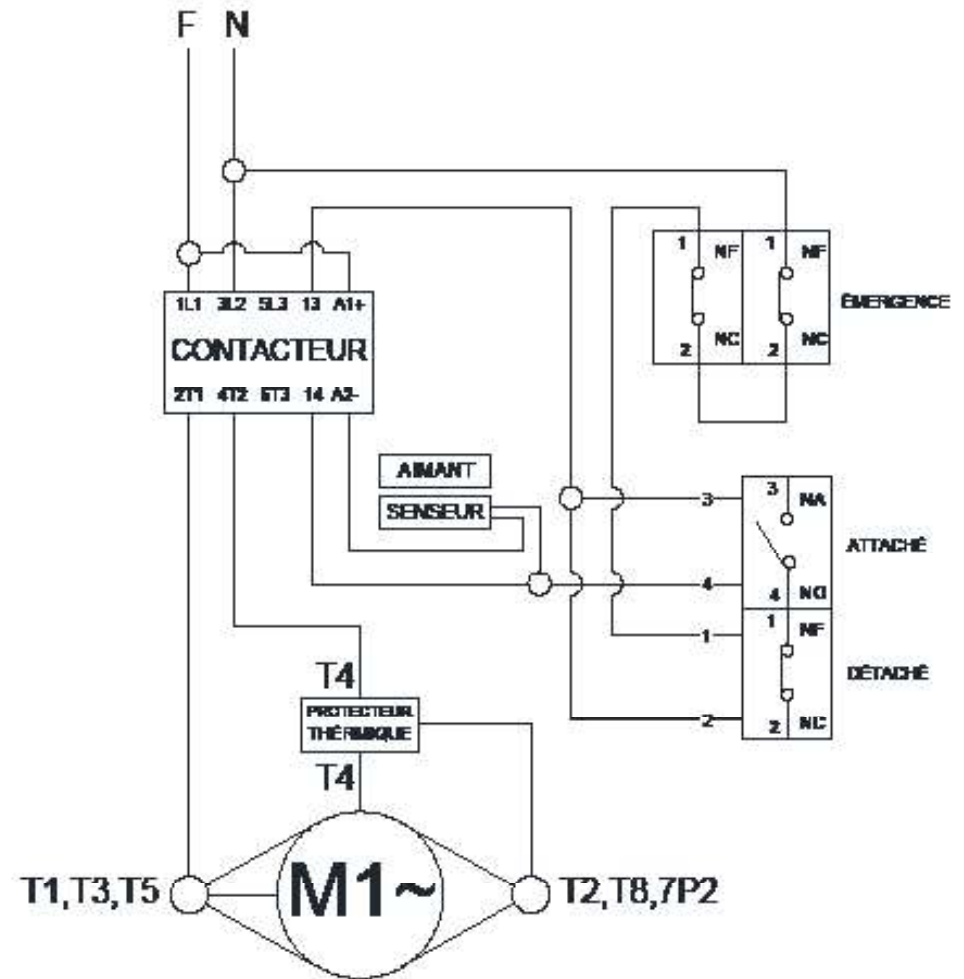 F N
1 NF 1 NF
ÉMERGENCE
2 NC 2 NC
1L1 3L2 5L3 13 A1+
CONTACTEUR
2T1 4T2 6T3 14 A2-
AIMANT
SENSEUR
3 3 NA
ATTACHÉ
4 4 NO
1 1 NF
DÉTACHÉ
2 2 NC
T4
PROTECTEUR
THÉRMIQUE
T4
T1,T3,T5 M1~ T2,T8,7P2